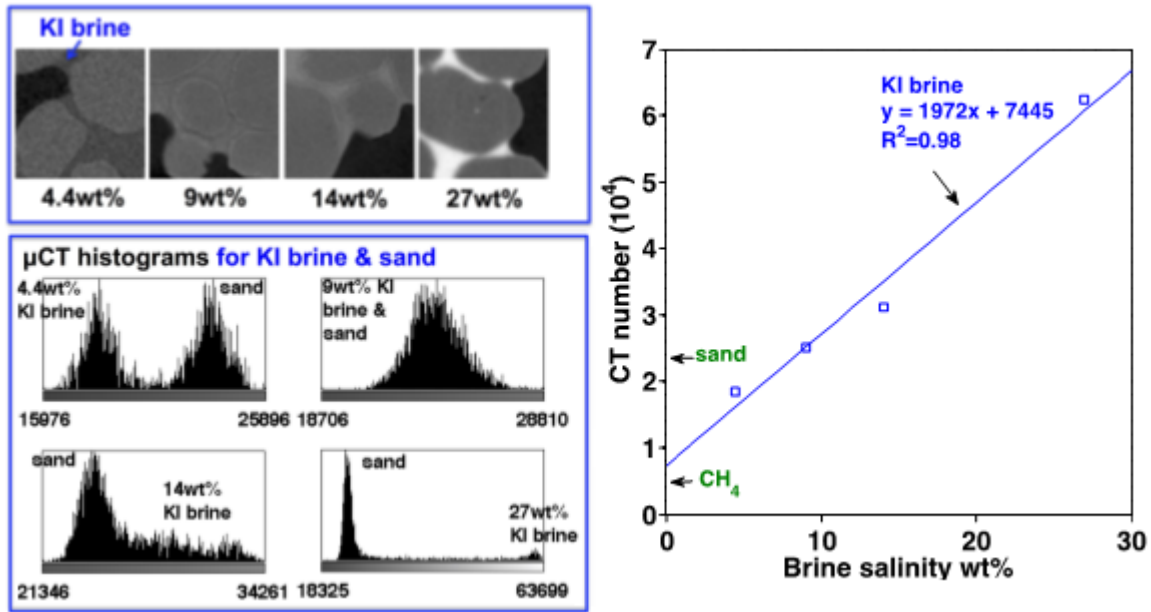 KI brine
4.4wt% 9wt% 14wt% 27wt%
µCT histograms for KI brine & sand
4.4wt%
KI brine
sand
15976 25896
9wt% KI
brine &
sand
18706 28810
sand
14wt%
KI brine
21346 34261
sand
27wt%
KI brine
18325 63699
CT number (10⁴)
7
6
5
4
3
2
1
0
KI brine
y = 1972x + 7445
R²=0.98
sand
CH₄
0 10 20 30
Brine salinity wt%